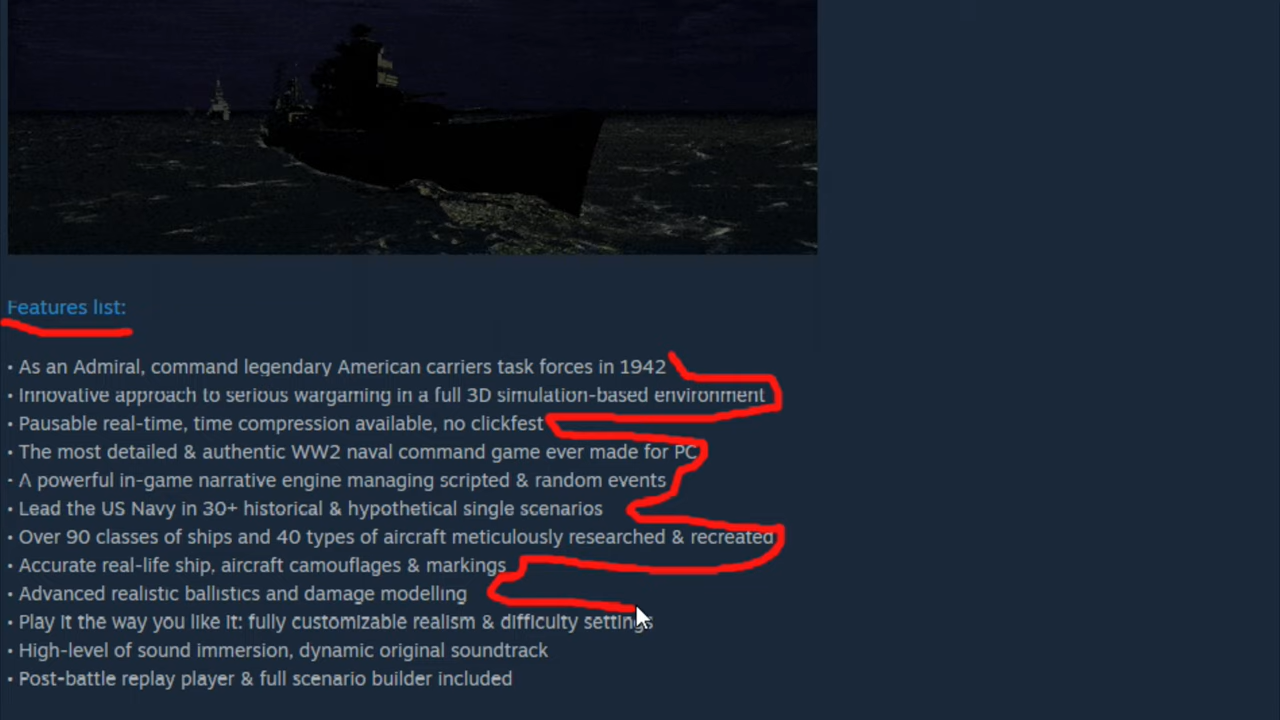 Features list:
• As an Admiral, command legendary American carriers task forces in 1942
• Innovative approach to serious wargaming in a full 3D simulation-based environment
• Pausable real-time, time compression available, no clickfest
• The most detailed & authentic WW2 naval command game ever made for PC
• A powerful in-game narrative engine managing scripted & random events
• Lead the US Navy in 30+ historical & hypothetical single scenarios
• Over 90 classes of ships and 40 types of aircraft meticulously researched & recreated
• Accurate real-life ship, aircraft camouflages & markings
• Advanced realistic ballistics and damage modelling
• Play it the way you like it: fully customizable realism & difficulty settings
• High-level of sound immersion, dynamic original soundtrack
• Post-battle replay player & full scenario builder included